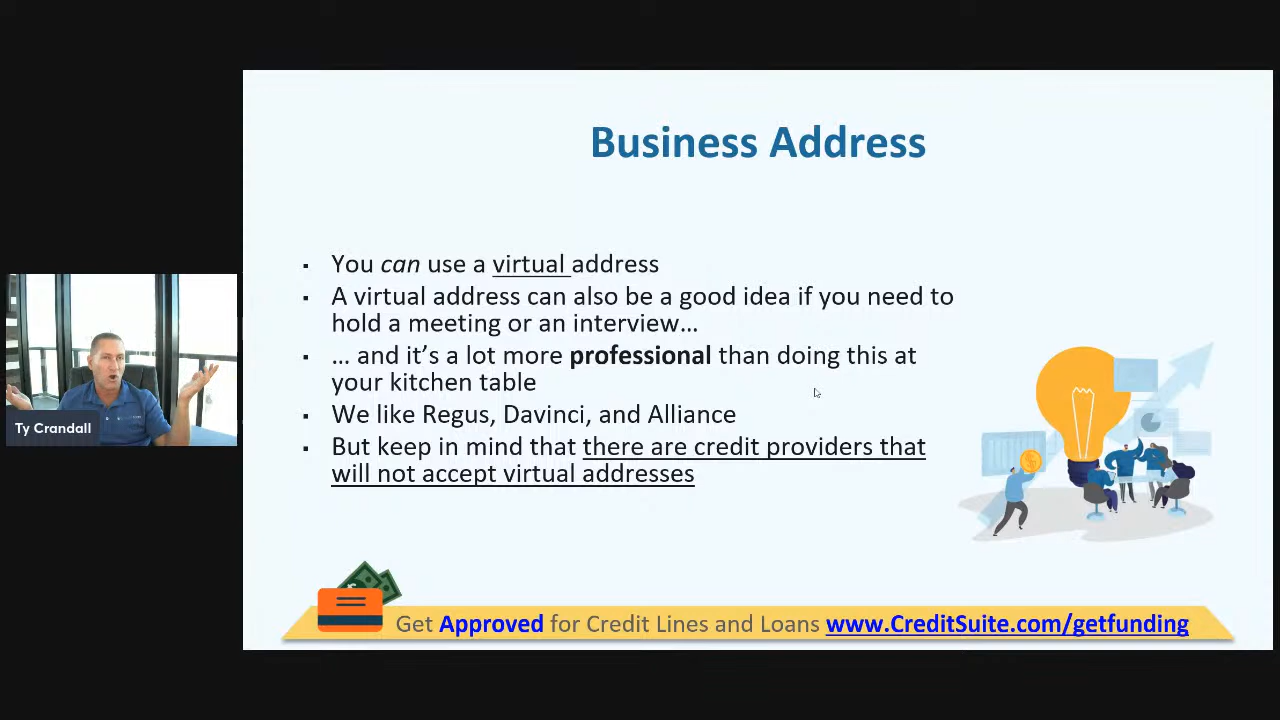 Business Address
You can use a virtual address
A virtual address can also be a good idea if you need to
hold a meeting or an interview…
… and it’s a lot more professional than doing this at
your kitchen table
We like Regus, Davinci, and Alliance
But keep in mind that there are credit providers that
will not accept virtual addresses
Ty Crandall
Get Approved for Credit Lines and Loans www.CreditSuite.com/getfunding